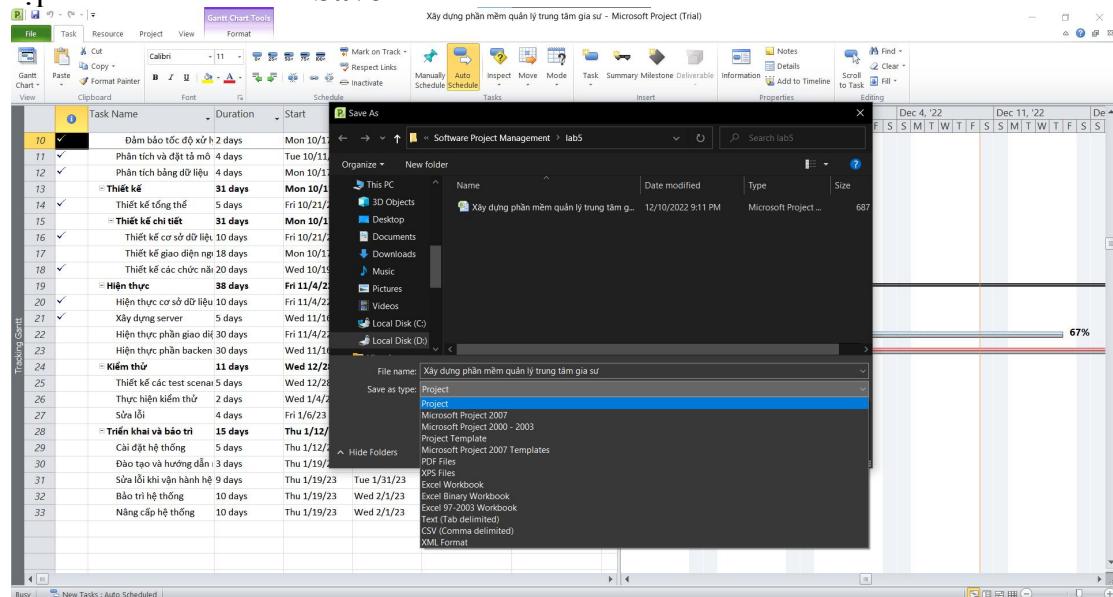 Xây dựng phần mềm quản lý trung tâm gia sư - Microsoft Project (Trial)
Gantt Chart Tools
File Task Resource Project View Format
Gantt Chart
View
Paste
Cut
Copy
Format Painter
Clipboard
Calibri 11
B I U A
Font
Mark on Track
Respect Links
Inactivate
Schedule
Manually Schedule
Auto Schedule
Inspect Move Mode
Tasks
Task Summary Milestone Deliverable
Insert
Information
Notes
Details
Add to Timeline
Properties
Scroll to Task
Find
Clear
Fill
Editing
Task Name Duration Start
Dec 4, '22 Dec 11, '22 De
F S S M T W T F S S M T W T F S S
10 Đảm bảo tốc độ xử h 2 days Mon 10/17
11 Phân tích và đặt tả mô 4 days Tue 10/11/
12 Phân tích bảng dữ liệu 4 days Mon 10/17
13 Thiết kế 31 days Mon 10/1
14 Thiết kế tổng thể 5 days Fri 10/21/2
15 Thiết kế chi tiết 31 days Mon 10/1
16 Thiết kế cơ sở dữ liệu 10 days Fri 10/21/2
17 Thiết kế giao diện ngư 18 days Mon 10/17
18 Thiết kế các chức năn 20 days Wed 10/19
19 Hiện thực 38 days Fri 11/4/22
20 Hiện thực cơ sở dữ liệu 10 days Fri 11/4/22
21 Xây dựng server 5 days Wed 11/16
22 Hiện thực phần giao diệ 30 days Fri 11/4/22
67%
23 Hiện thực phần backen 30 days Wed 11/16
24 Kiểm thử 11 days Wed 12/28
25 Thiết kế các test scenar 5 days Wed 12/28
26 Thực hiện kiểm thử 2 days Wed 1/4/2
27 Sửa lỗi 4 days Fri 1/6/23
28 Triển khai và bảo trì 15 days Thu 1/12/
29 Cài đặt hệ thống 5 days Thu 1/12/2
30 Đào tạo và hướng dẫn 3 days Thu 1/19/2
31 Sửa lỗi khi vận hành hệ 9 days Thu 1/19/23 Tue 1/31/23
32 Bảo trì hệ thống 10 days Thu 1/19/23 Wed 2/1/23
33 Nâng cấp hệ thống 10 days Thu 1/19/23 Wed 2/1/23
Tracking Gantt
Save As
« Software Project Management › lab5
Search lab5
Organize New folder
This PC
3D Objects
Desktop
Documents
Downloads
Music
Pictures
Videos
Local Disk (C:)
Local Disk (D:)
Name Date modified Type Size
Xây dựng phần mềm quản lý trung tâm g... 12/10/2022 9:11 PM Microsoft Project ... 687
File name: Xây dựng phần mềm quản lý trung tâm gia sư
Save as type: Project
Project
Microsoft Project 2007
Microsoft Project 2000 - 2003
Project Template
Microsoft Project 2007 Templates
PDF Files
XPS Files
Excel Workbook
Excel Binary Workbook
Excel 97-2003 Workbook
Text (Tab delimited)
CSV (Comma delimited)
XML Format
Hide Folders
Busy New Tasks : Auto Scheduled